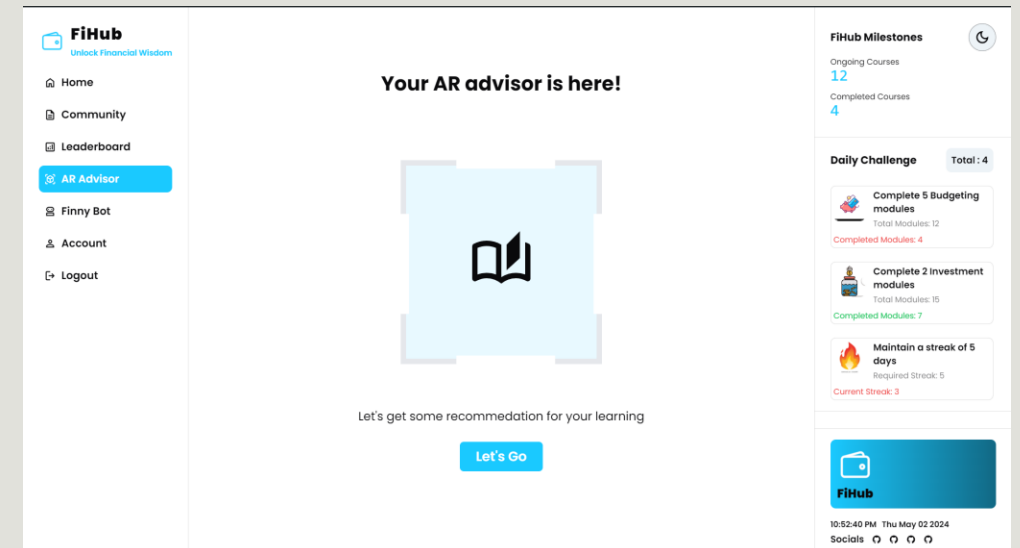 FiHub
Unlock Financial Wisdom
Home
Community
Leaderboard
AR Advisor
Finny Bot
Account
Logout
Your AR advisor is here!
Let's get some recommedation for your learning
Let's Go
FiHub Milestones
Ongoing Courses
12
Completed Courses
4
Daily Challenge
Total : 4
Complete 5 Budgeting
modules
Total Modules: 12
Completed Modules: 4
Complete 2 Investment
modules
Total Modules: 15
Completed Modules: 7
Maintain a streak of 5
days
Required Streak: 5
Current Streak: 3
FiHub
10:52:40 PM Thu May 02 2024
Socials